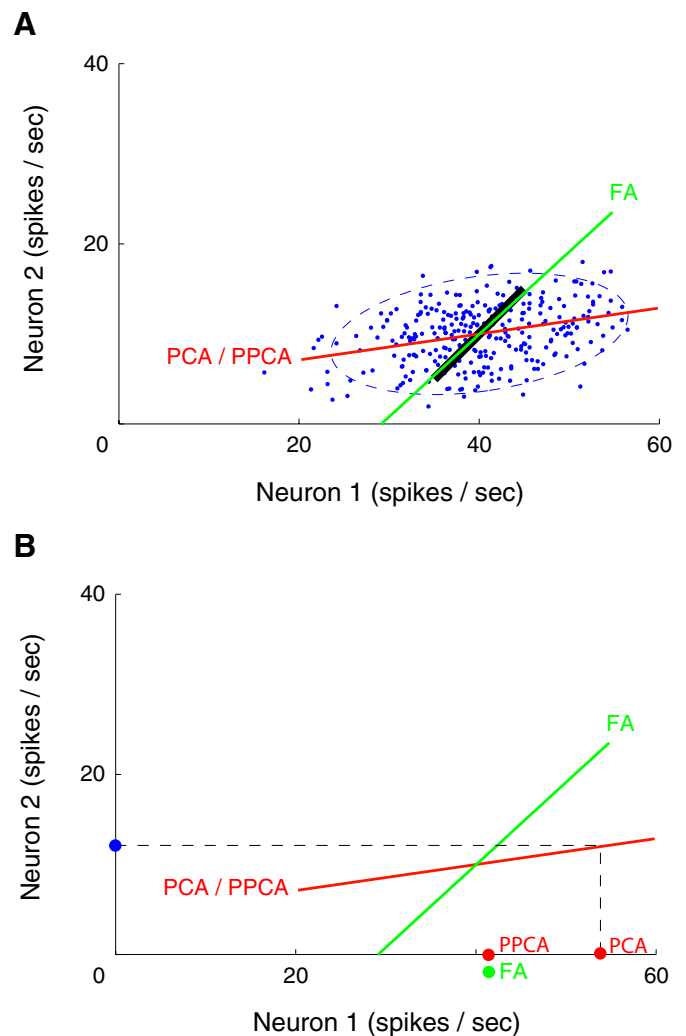 A
40
Neuron 2 (spikes / sec)
20
FA
PCA / PPCA
0
20
40
60
Neuron 1 (spikes / sec)
B
40
Neuron 2 (spikes / sec)
20
FA
PCA / PPCA
PPCA
PCA
FA
0
20
60
Neuron 1 (spikes / sec)